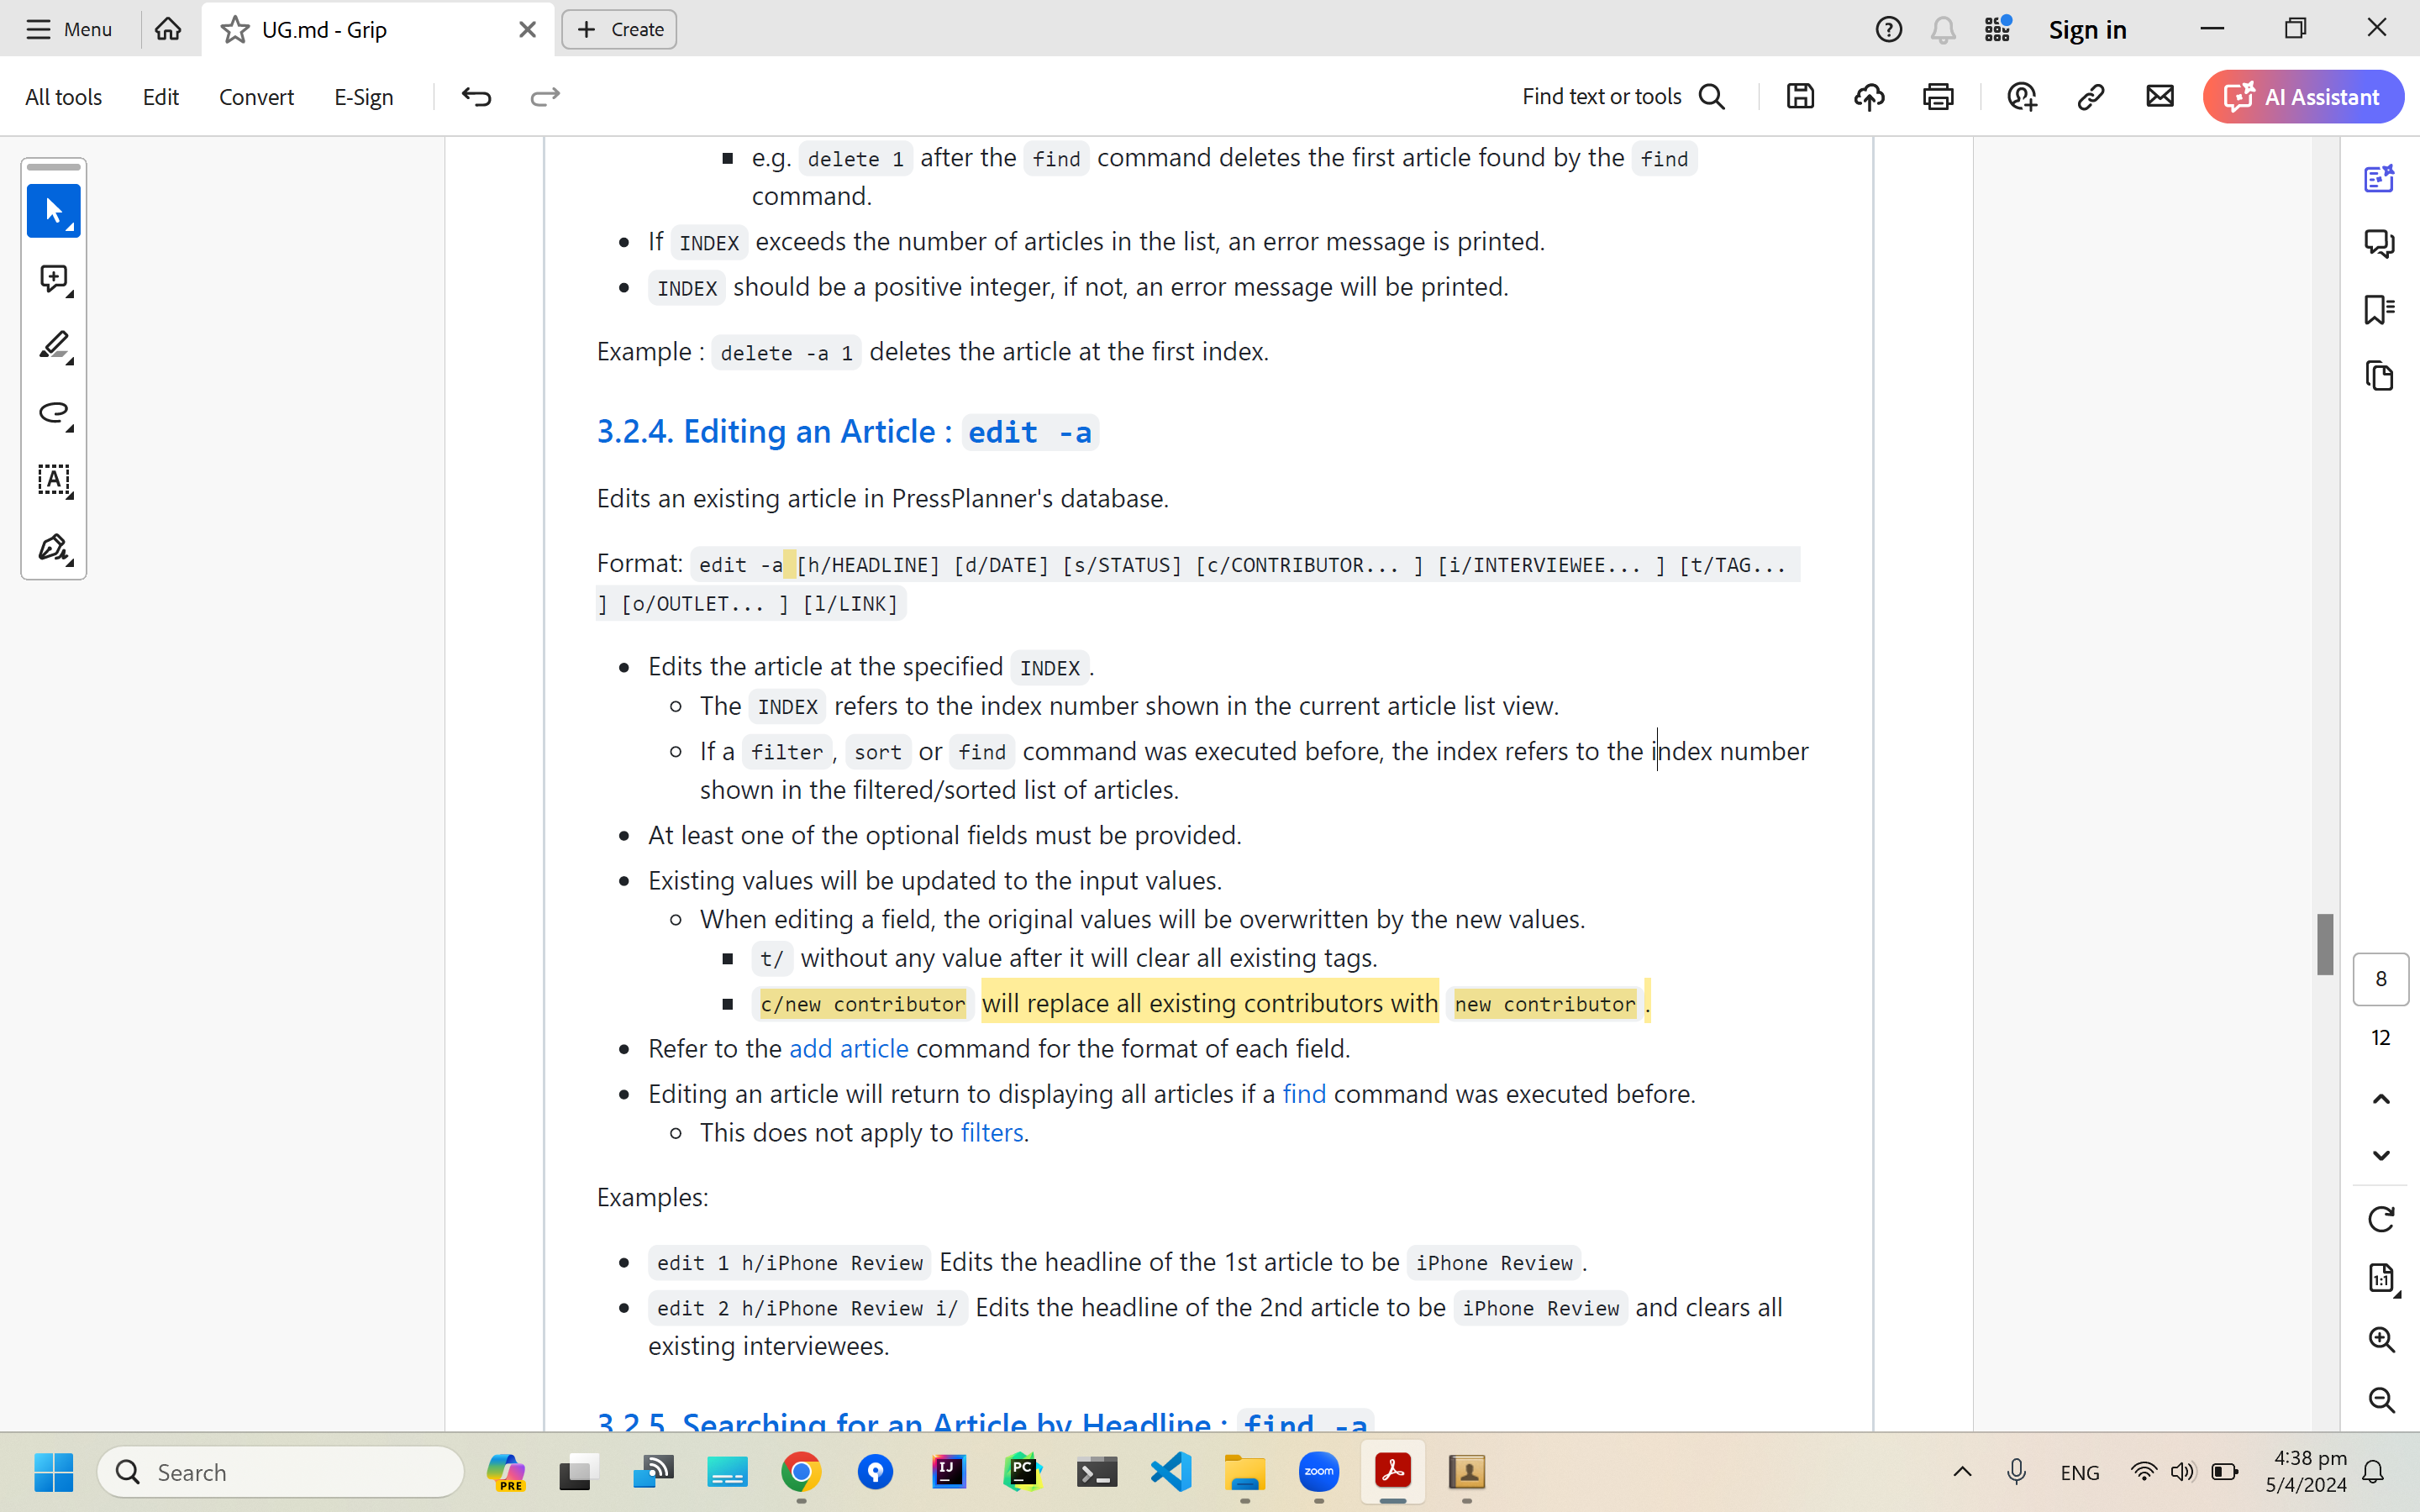 Menu
UG.md - Grip
Create
Sign in
All tools
Edit
Convert
E-Sign
Find text or tools
AI Assistant
e.g. delete 1 after the find command deletes the first article found by the find
command.
If INDEX exceeds the number of articles in the list, an error message is printed.
INDEX should be a positive integer, if not, an error message will be printed.
Example : delete -a 1 deletes the article at the first index.
3.2.4. Editing an Article : edit -a
Edits an existing article in PressPlanner's database.
Format: edit -a [h/HEADLINE] [d/DATE] [s/STATUS] [c/CONTRIBUTOR... ] [i/INTERVIEWEE... ] [t/TAG...
] [o/OUTLET... ] [l/LINK]
Edits the article at the specified INDEX.
The INDEX refers to the index number shown in the current article list view.
If a filter, sort or find command was executed before, the index refers to the index number
shown in the filtered/sorted list of articles.
At least one of the optional fields must be provided.
Existing values will be updated to the input values.
When editing a field, the original values will be overwritten by the new values.
t/ without any value after it will clear all existing tags.
c/new contributor will replace all existing contributors with new contributor.
Refer to the add article command for the format of each field.
Editing an article will return to displaying all articles if a find command was executed before.
This does not apply to filters.
Examples:
edit 1 h/iPhone Review Edits the headline of the 1st article to be iPhone Review.
edit 2 h/iPhone Review i/ Edits the headline of the 2nd article to be iPhone Review and clears all
existing interviewees.
3.2.5. Searching for an Article by Headline : find -a
8
12
1:1
Search
PRE
IJ
PC
zoom
ENG
4:38 pm
5/4/2024